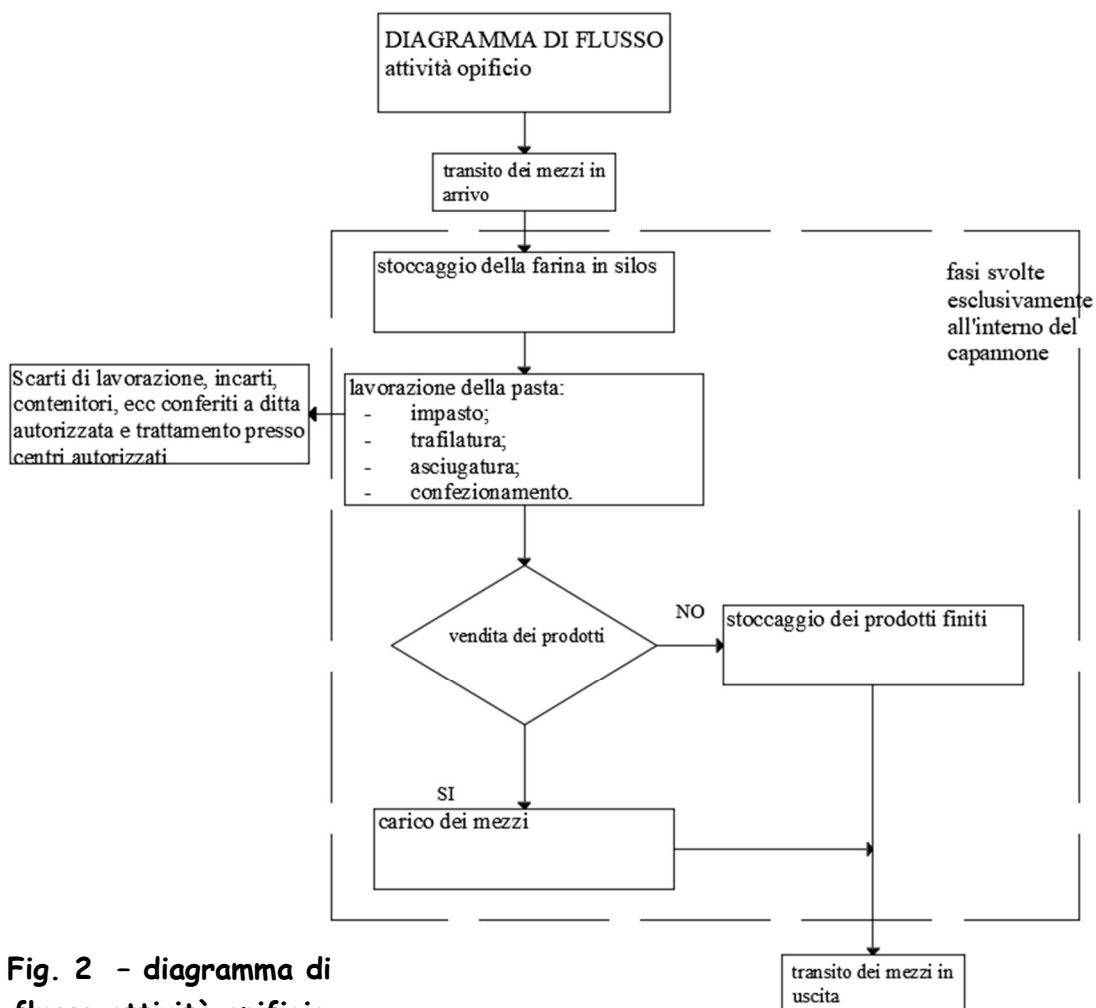 DIAGRAMMA DI FLUSSO
attività opificio
transito dei mezzi in
arrivo
stoccaggio della farina in silos
fasi svolte
esclusivamente
all'interno del
capannone
Scarti di lavorazione, incarti,
contenitori, ecc conferiti a ditta
autorizzata e trattamento presso
centri autorizzati
lavorazione della pasta:
- impasto;
- trafilatura;
- asciugatura;
- confezionamento.
vendita dei prodotti
NO
stoccaggio dei prodotti finiti
SI
carico dei mezzi
transito dei mezzi in
uscita
Fig. 2 - diagramma di
flusso attività opificio